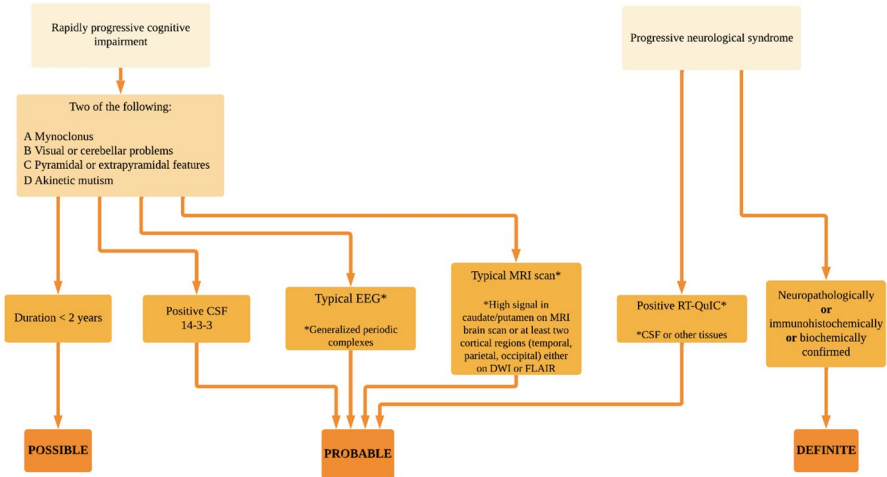 Rapidly progressive cognitive
impairment
Progressive neurological syndrome
Two of the following:
A Mynoclonus
B Visual or cerebellar problems
C Pyramidal or extrapyramidal features
D Akinetic mutism
Duration < 2 years
Positive CSF
14-3-3
Typical EEG*
*Generalized periodic
complexes
Typical MRI scan*
*High signal in
caudate/putamen on MRI
brain scan or at least two
cortical regions (temporal,
parietal, occipital) either
on DWI or FLAIR
Positive RT-QuIC*
*CSF or other tissues
Neuropathologically
or
immunohistochemically
or biochemically
confirmed
POSSIBLE
PROBABLE
DEFINITE